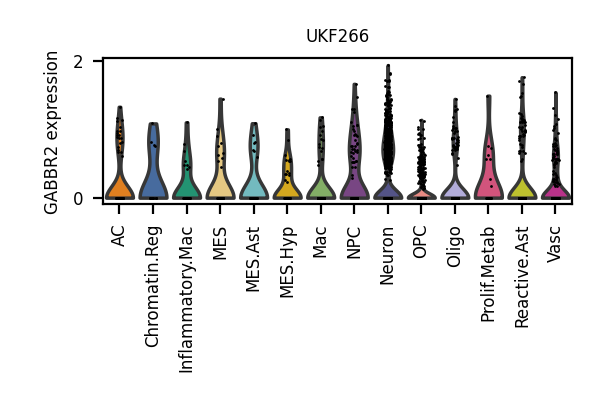 UKF266
GABBR2 expression
2
0
AC
Chromatin.Reg
Inflammatory.Mac
MES
MES.Ast
MES.Hyp
Mac
NPC
Neuron
OPC
Oligo
Prolif.Metab
Reactive.Ast
Vasc